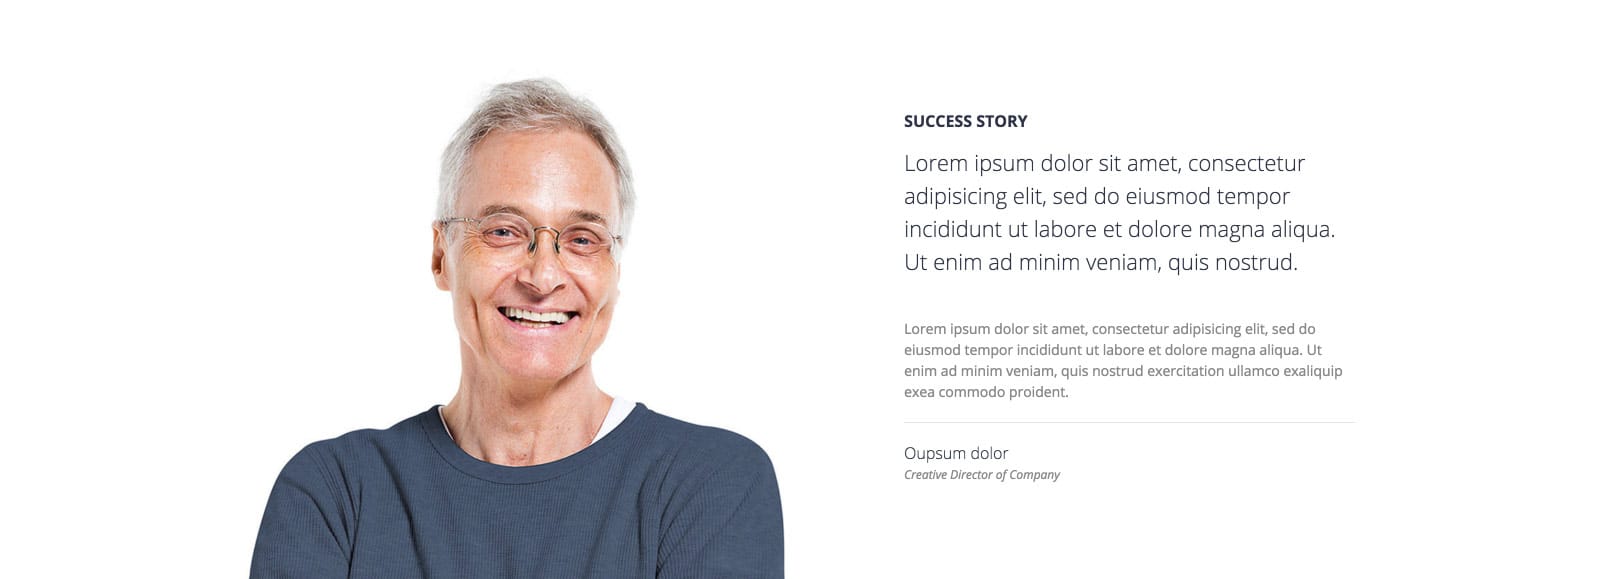 SUCCESS STORY
Lorem ipsum dolor sit amet, consectetur
adipisicing elit, sed do eiusmod tempor
incididunt ut labore et dolore magna aliqua.
Ut enim ad minim veniam, quis nostrud.
Lorem ipsum dolor sit amet, consectetur adipisicing elit, sed do
eiusmod tempor incididunt ut labore et dolore magna aliqua. Ut
enim ad minim veniam, quis nostrud exercitation ullamco exaliquip
exea commodo proident.
Oupsum dolor
Creative Director of Company